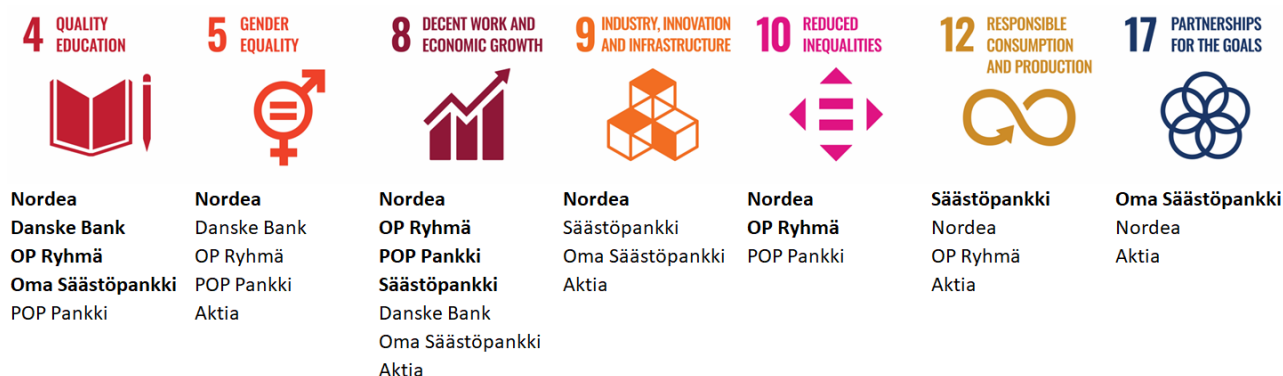 4 QUALITY
EDUCATION
Nordea
Danske Bank
OP Ryhmä
Oma Säästöpankki
POP Pankki
5 GENDER
EQUALITY
Nordea
Danske Bank
OP Ryhmä
POP Pankki
Aktia
8 DECENT WORK AND
ECONOMIC GROWTH
Nordea
OP Ryhmä
POP Pankki
Säästöpankki
Danske Bank
Oma Säästöpankki
Aktia
9 INDUSTRY, INNOVATION
AND INFRASTRUCTURE
Nordea
Säästöpankki
Oma Säästöpankki
Aktia
10 REDUCED
INEQUALITIES
Nordea
OP Ryhmä
POP Pankki
12 RESPONSIBLE
CONSUMPTION
AND PRODUCTION
Säästöpankki
Nordea
OP Ryhmä
Aktia
17 PARTNERSHIPS
FOR THE GOALS
Oma Säästöpankki
Nordea
Aktia